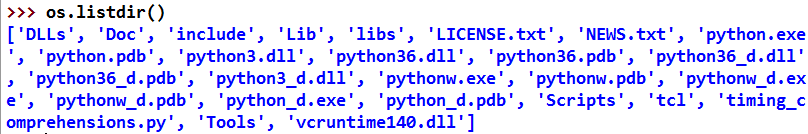 >>> os.listdir()
['DLLs', 'Doc', 'include', 'Lib', 'libs', 'LICENSE.txt', 'NEWS.txt', 'python.exe
', 'python.pdb', 'python3.dll', 'python36.dll', 'python36.pdb', 'python36_d.dll'
, 'python36_d.pdb', 'python3_d.dll', 'pythonw.exe', 'pythonw.pdb', 'pythonw_d.ex
e', 'pythonw_d.pdb', 'python_d.exe', 'python_d.pdb', 'Scripts', 'tcl', 'timing_c
omprehensions.py', 'Tools', 'vcruntime140.dll']